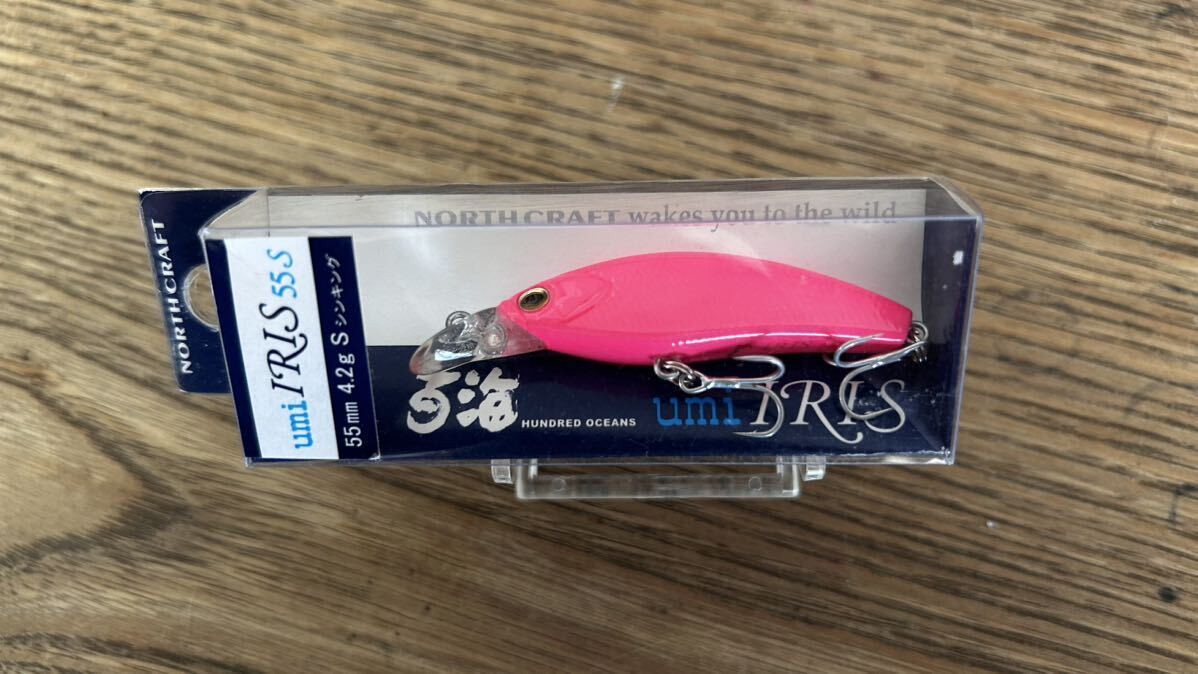 NORTH CRAFT
umi IRIS 55S
55mm 4.2g S シンキング
NORTH CRAFT wakes you to the wild
百海
HUNDRED OCEANS
umi IRIS